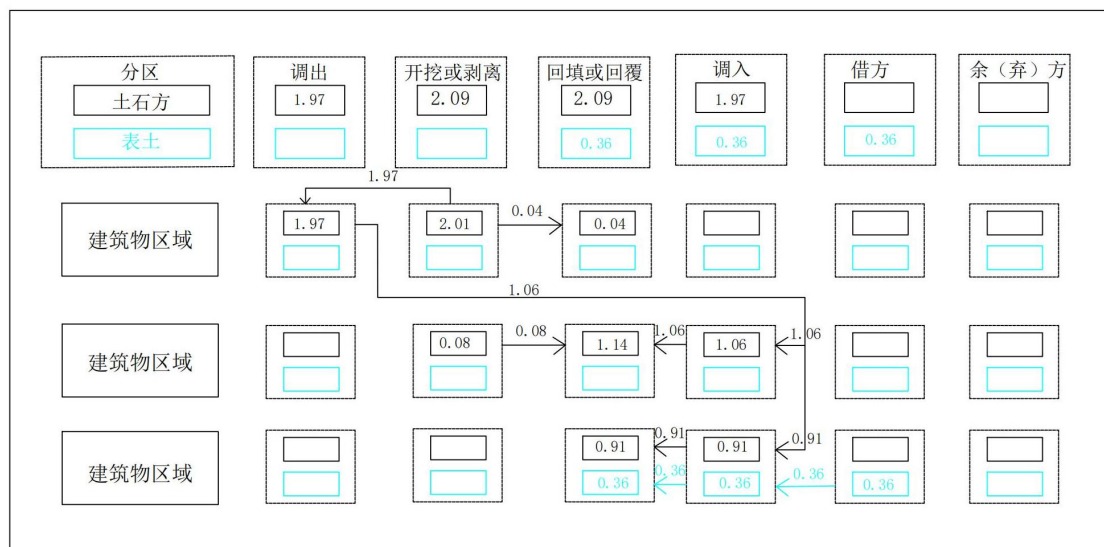 分区 调出 开挖或剥离 回填或回覆 调入 借方 余（弃）方
土石方 1.97 2.09 2.09 1.97
表土 0.36 0.36 0.36
1.97
建筑物区域 1.97 2.01 0.04 0.04
1.06
建筑物区域 0.08 0.08 1.14 1.06 1.06 1.06
建筑物区域 0.91 0.91 0.91 0.91
0.36 0.36 0.36 0.36 0.36